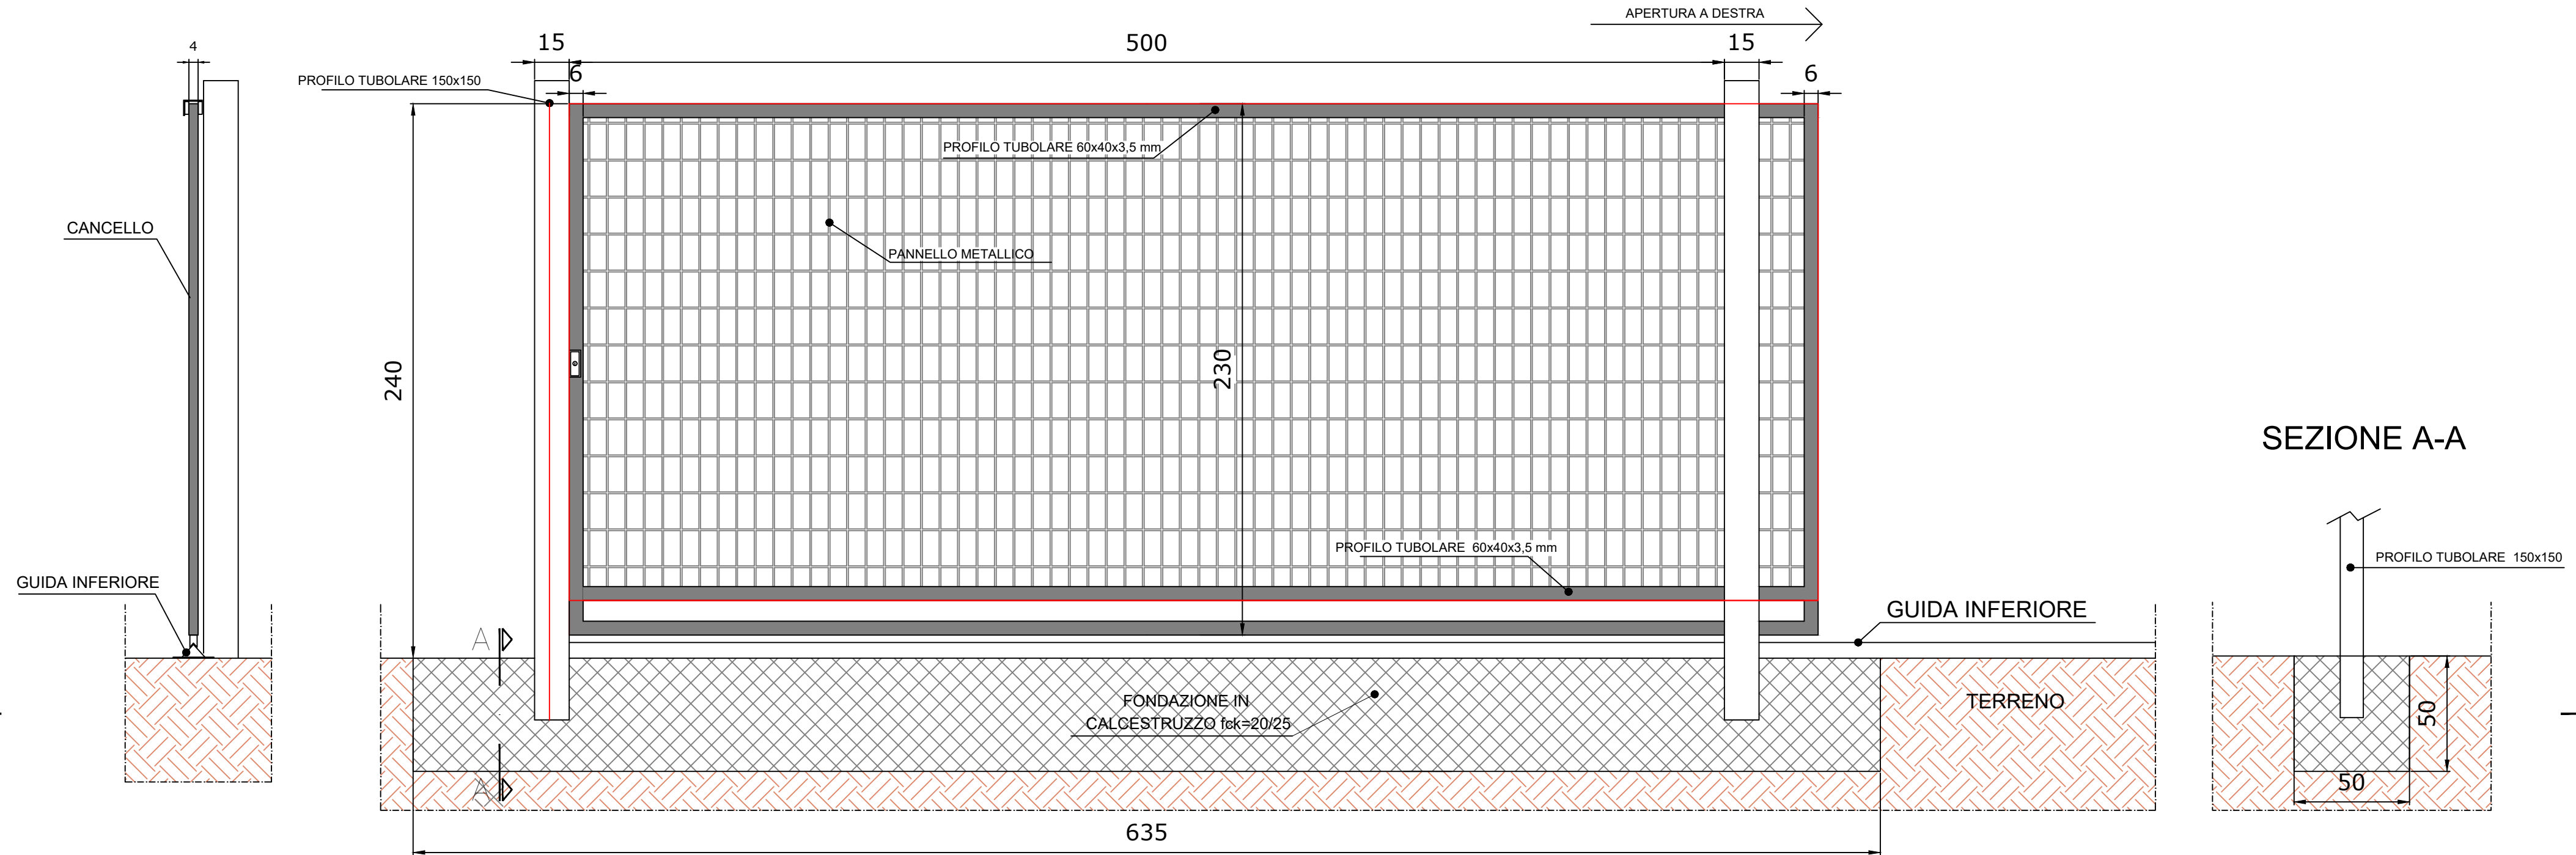 APERTURA A DESTRA
15
500
15
4
6
6
PROFILO TUBOLARE 150x150
PROFILO TUBOLARE 60x40x3,5 mm
CANCELLO
PANNELLO METALLICO
240
230
SEZIONE A-A
PROFILO TUBOLARE 60x40x3,5 mm
PROFILO TUBOLARE 150x150
GUIDA INFERIORE
GUIDA INFERIORE
A
FONDAZIONE IN
CALCESTRUZZO fck=20/25
TERRENO
50
50
A
635